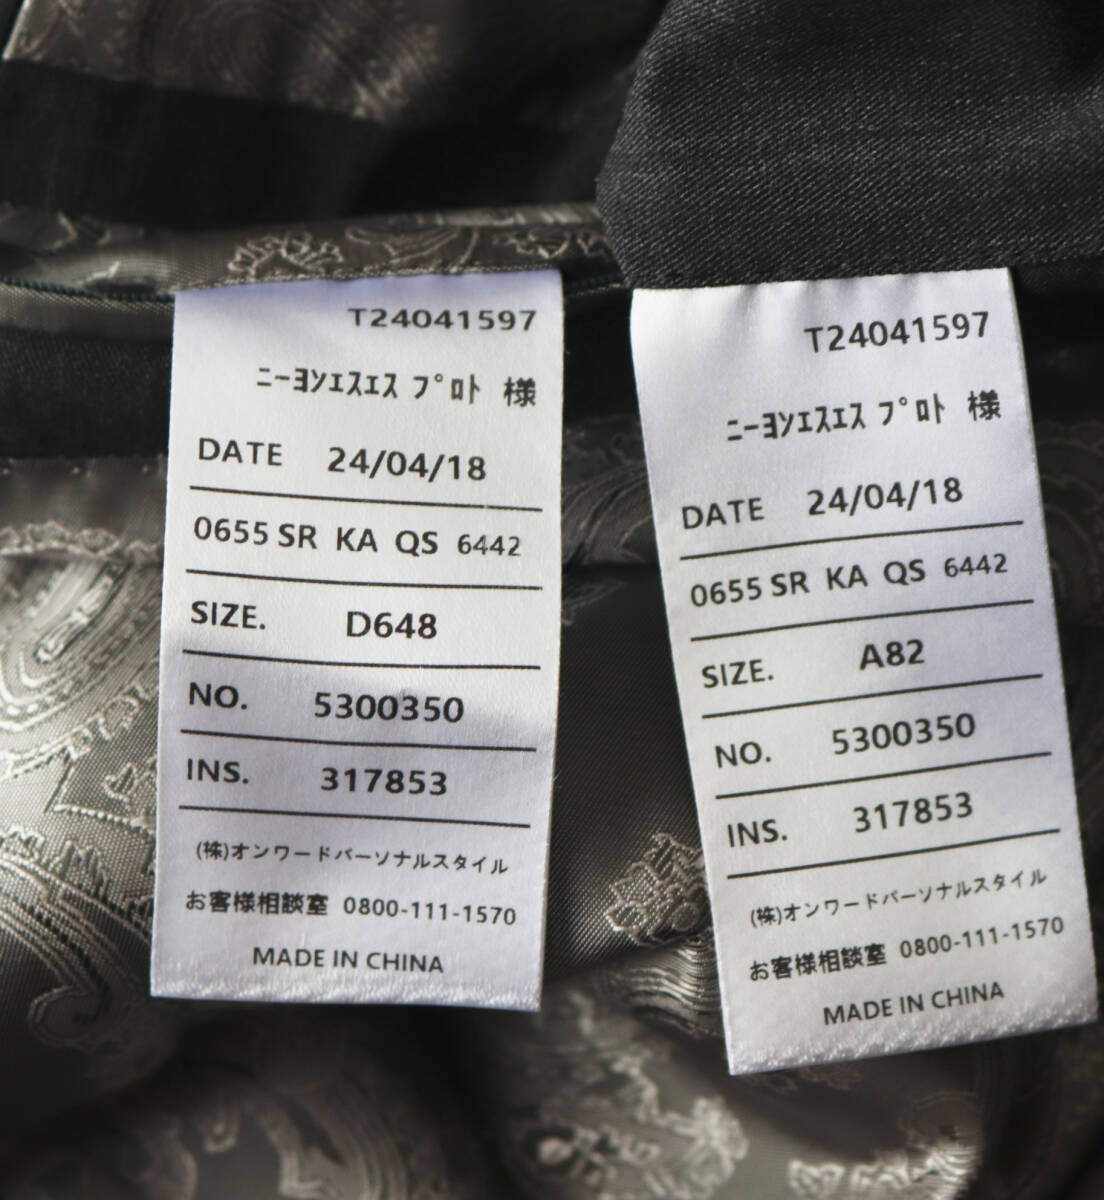 T24041597
ﾆｰﾖﾝｴｽｴｽ ﾌﾟﾛﾄ 様
DATE 24/04/18
0655 SR KA QS 6442
SIZE. D648
NO. 5300350
INS. 317853
(株)オンワードパーソナルスタイル
お客様相談室 0800-111-1570
MADE IN CHINA
T24041597
ﾆｰﾖﾝｴｽｴｽ ﾌﾟﾛﾄ 様
DATE 24/04/18
0655 SR KA QS 6442
SIZE. A82
NO. 5300350
INS. 317853
(株)オンワードパーソナルスタイル
お客様相談室 0800-111-1570
MADE IN CHINA